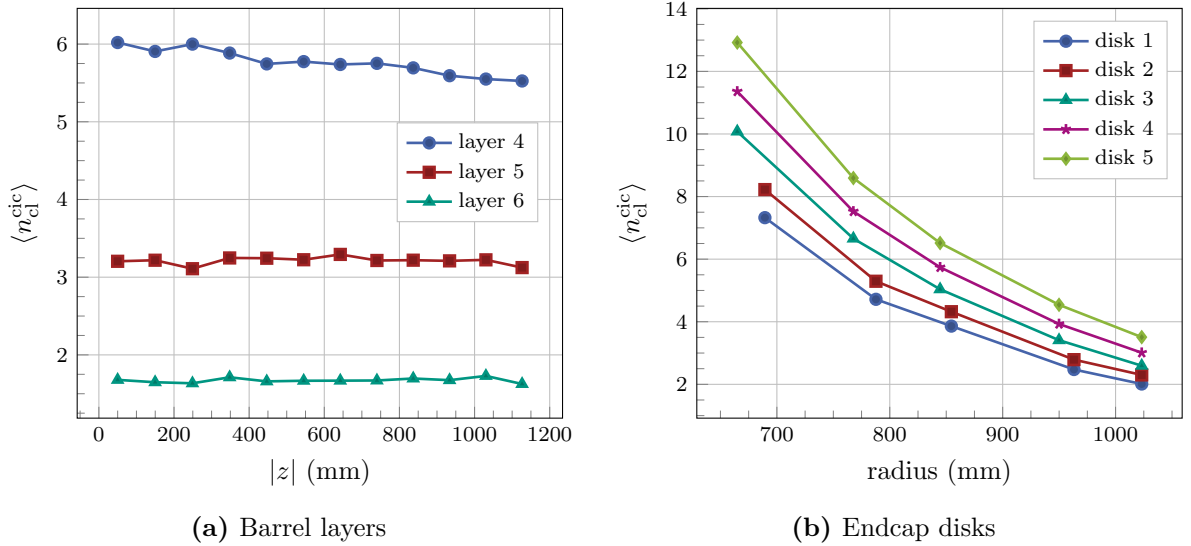 6
5
4
3
2
0
200
400
600
800
1000
1200
|z| (mm)
⟨n_cl^cic⟩
layer 4
layer 5
layer 6
(a) Barrel layers
14
12
10
8
6
4
2
700
800
900
1000
radius (mm)
⟨n_cl^cic⟩
disk 1
disk 2
disk 3
disk 4
disk 5
(b) Endcap disks